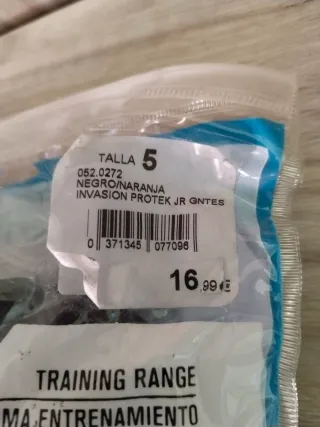 TALLA 5
052.0272
NEGRO/NARANJA
INVASION PROTEK JR GNTES
0 371345 077096
16,99€
TRAINING RANGE
MA ENTRENAMIENTO